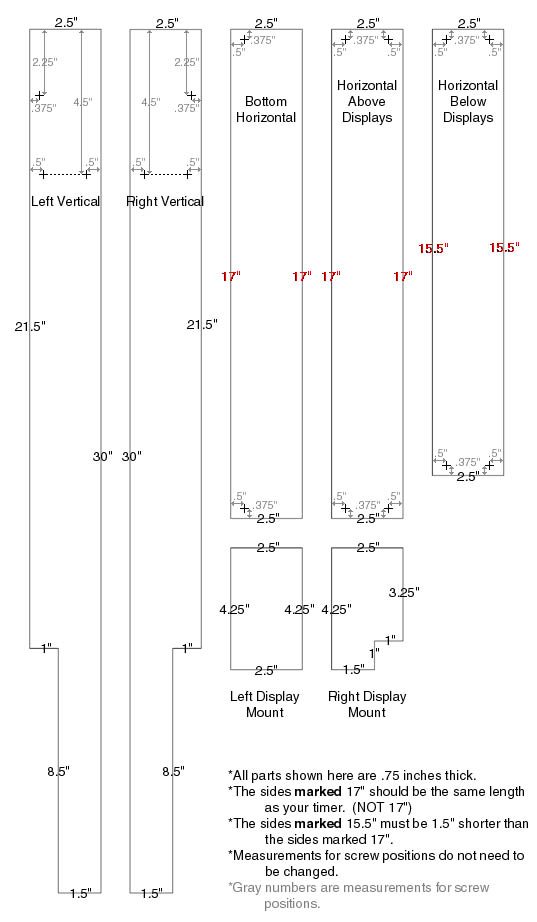 2.5" 2.5" 2.5" 2.5" 2.5"
.5" .375" .5" .375" .5" .5" .375" .5"
2.25" 2.25"
.375" 4.5" 4.5" .375"
Bottom
Horizontal
Horizontal
Above
Displays
Horizontal
Below
Displays
.5" .5" .5" .5"
Left Vertical Right Vertical
15.5" 15.5"
17" 17" 17" 17"
21.5" 21.5"
30" 30"
.5" .375" .5"
2.5"
.5" .375" .5" .375" .5"
2.5" 2.5"
2.5" 2.5"
3.25"
4.25" 4.25" 4.25"
1" 1" 1"
1"
2.5" 1.5"
Left Display
Mount
Right Display
Mount
8.5" 8.5"
*All parts shown here are .75 inches thick.
*The sides marked 17" should be the same length
as your timer.  (NOT 17")
*The sides marked 15.5" must be 1.5" shorter than
the sides marked 17".
*Measurements for screw positions do not need to
be changed.
*Gray numbers are measurements for screw
positions.
1.5" 1.5"